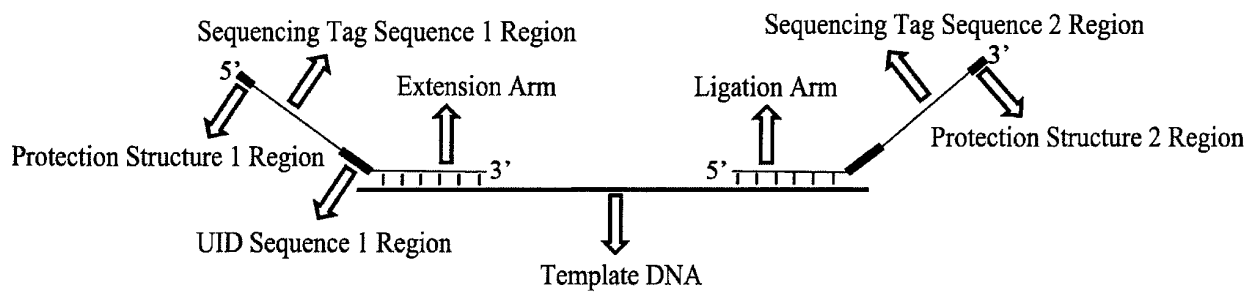 Sequencing Tag Sequence 1 Region
Sequencing Tag Sequence 2 Region
5’
3’
Extension Arm
Ligation Arm
Protection Structure 1 Region
Protection Structure 2 Region
3’
5’
UID Sequence 1 Region
Template DNA